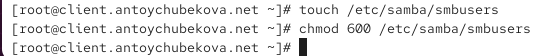 [root@client.antoychubekova.net ~]# touch /etc/samba/smbusers
[root@client.antoychubekova.net ~]# chmod 600 /etc/samba/smbusers
[root@client.antoychubekova.net ~]#